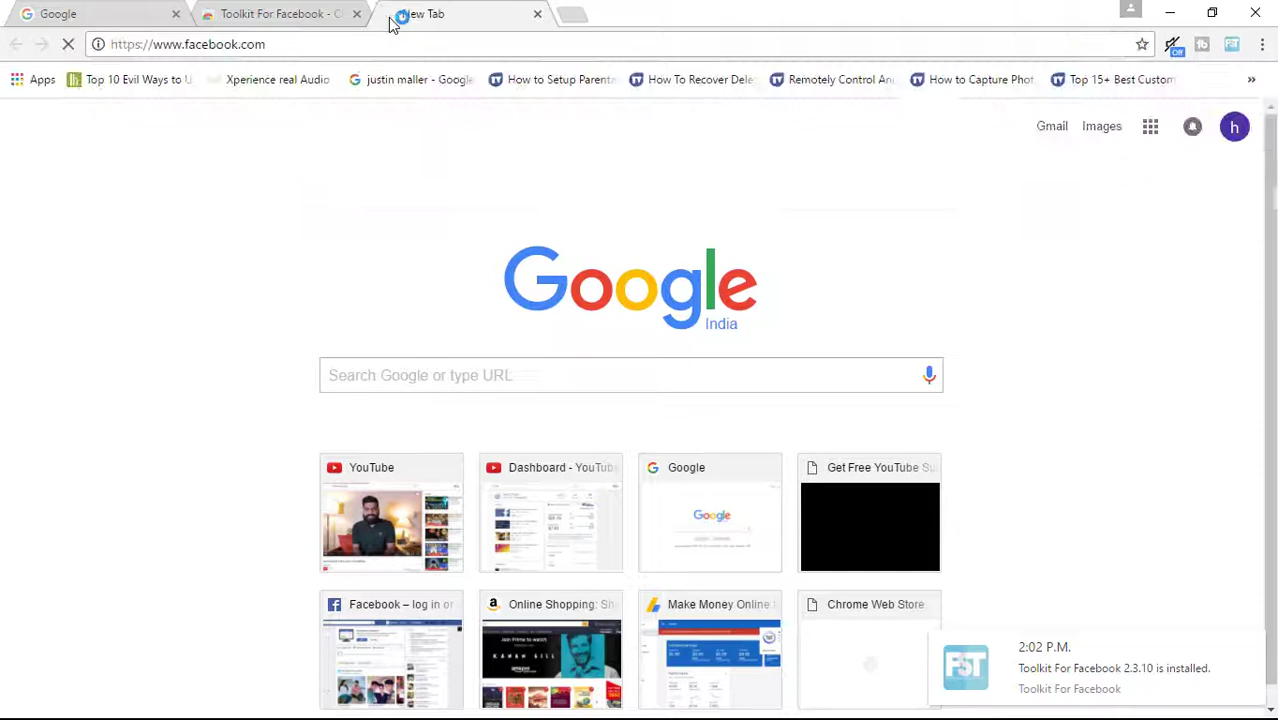 Google
Toolkit For Facebook - C
New Tab
https://www.facebook.com
Off
Apps
Top 10 Evil Ways to
Xperience real Audio
justin maller - Google
How to Setup Parent
How To Recover Dele
Remotely Control An
How to Capture Phot
Top 15+ Best Custom
»
Gmail
Images
h
Google
India
Search Google or type URL
YouTube
Dashboard - YouTub
Google
Get Free YouTube Su
Google
Facebook – log in or
Online Shopping: Sh
Make Money Online
Chrome Web Store
2:02 P.M.
Toolkit For Facebook 2.3.10 is installed.
Toolkit For Faceb